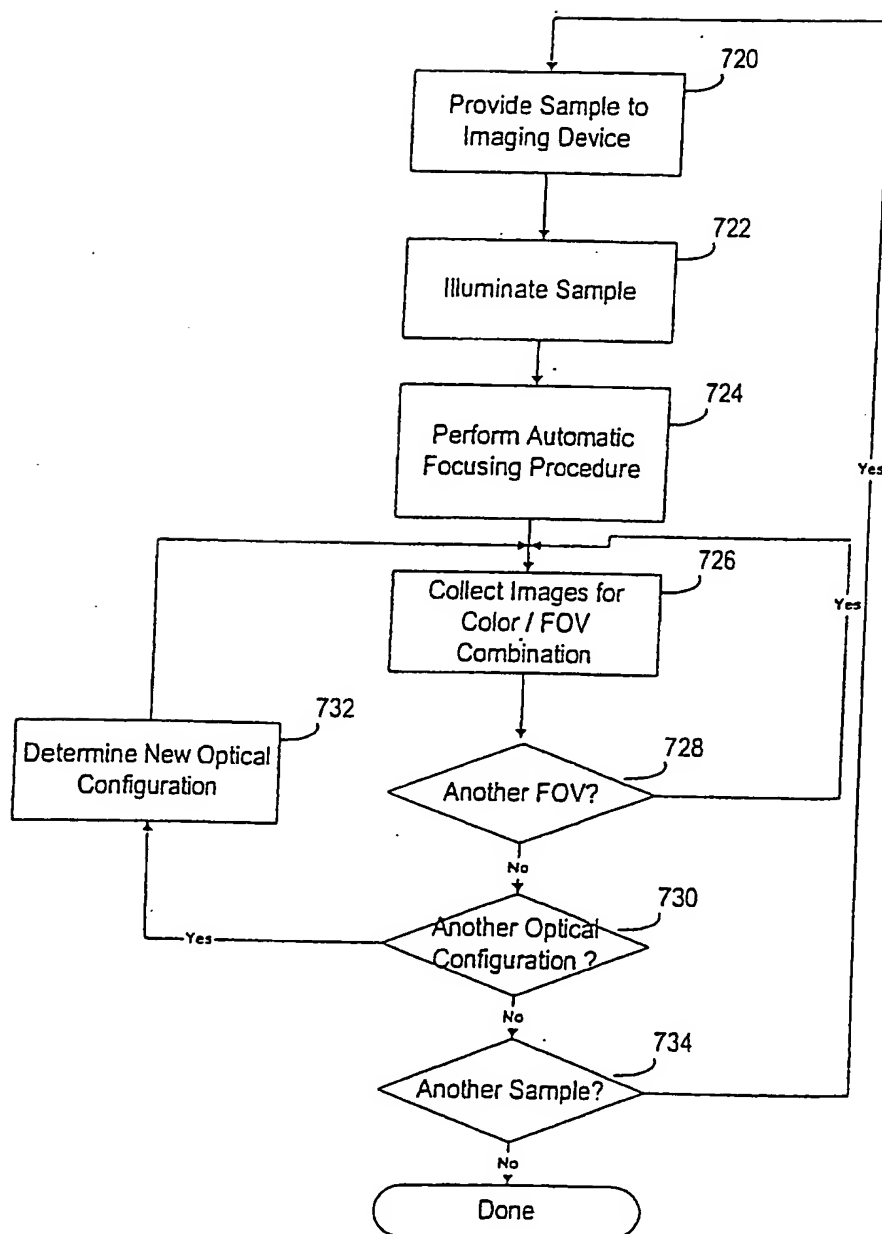 720
Provide Sample to
Imaging Device
722
Illuminate Sample
724
Perform Automatic
Focusing Procedure
Yes
726
Collect Images for
Color / FOV
Combination
Yes
732
Determine New Optical
Configuration
728
Another FOV?
No
730
Another Optical
Configuration ?
Yes
No
734
Another Sample?
No
Done